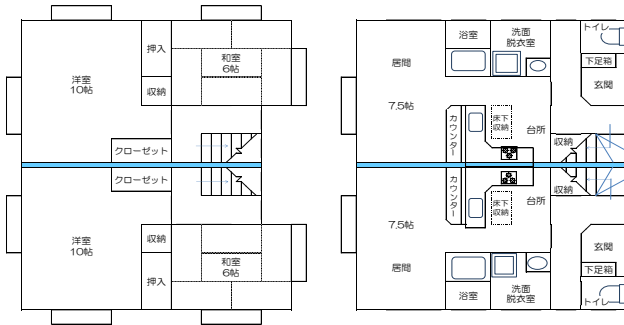 押入
和室
6帖
洋室
10帖
収納
クローゼット
クローゼット
洋室
10帖
収納
和室
6帖
押入
浴室
洗面
脱衣室
トイレ
居間
下足箱
玄関
7.5帖
カウンター
床下
収納
台所
収納
カウンター
床下
収納
台所
収納
7.5帖
居間
玄関
下足箱
浴室
洗面
脱衣室
トイレ